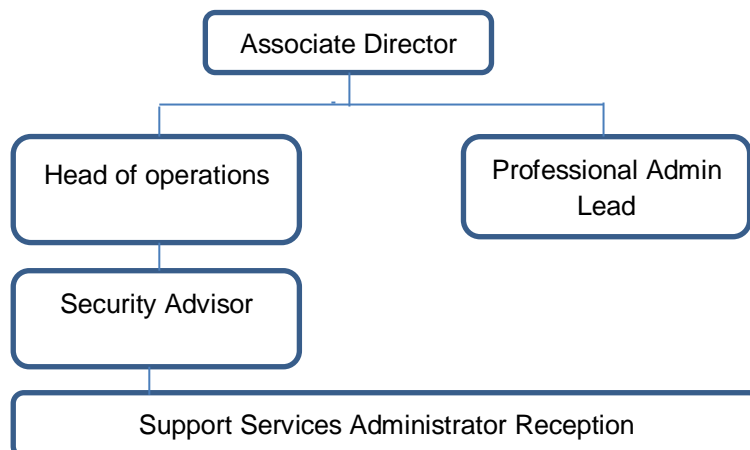 Associate Director
Head of operations
Professional Admin
Lead
Security Advisor
Support Services Administrator Reception